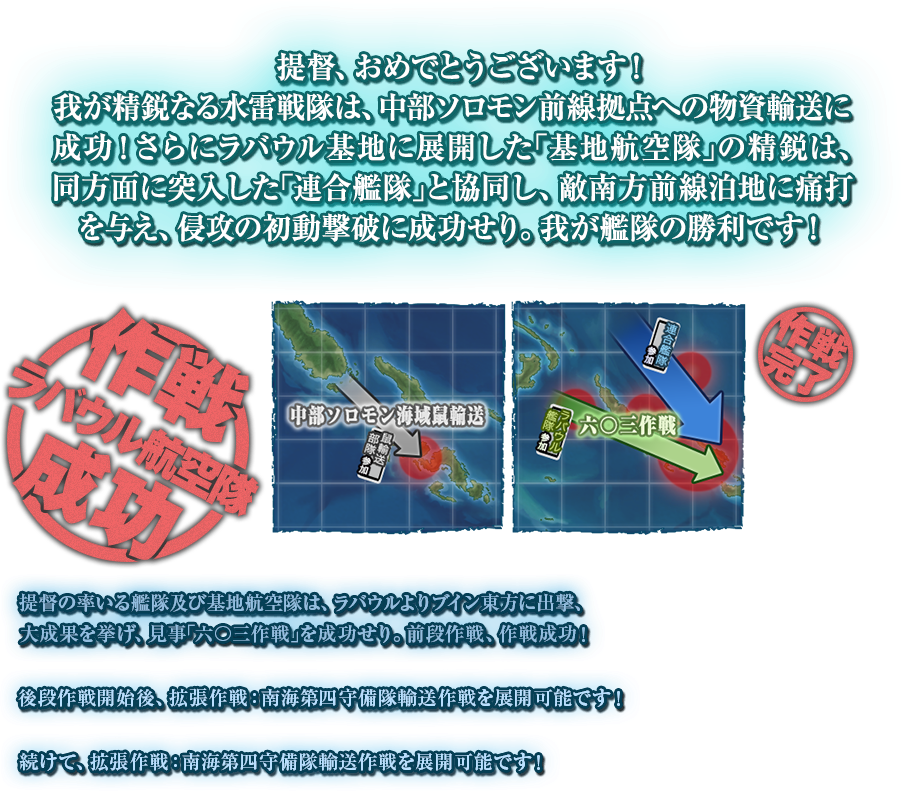 提督、おめでとうございます！
我が精鋭なる水雷戦隊は、中部ソロモン前線拠点への物資輸送に
成功！さらにラバウル基地に展開した「基地航空隊」の精鋭は、
同方面に突入した「連合艦隊」と協同し、敵南方前線泊地に痛打
を与え、侵攻の初動撃破に成功せり。我が艦隊の勝利です！
作戦
ラバウル航空隊
成功
中部ソロモン海域鼠輸送
鼠輸送
部隊 参加
連合艦隊
参加
ラバウル
艦隊 参加
六〇三作戦
作戦
完了
提督の率いる艦隊及び基地航空隊は、ラバウルよりブイン東方に出撃、
大成果を挙げ、見事「六〇三作戦」を成功せり。前段作戦、作戦成功！
後段作戦開始後、拡張作戦：南海第四守備隊輸送作戦を展開可能です！
続けて、拡張作戦：南海第四守備隊輸送作戦を展開可能です！